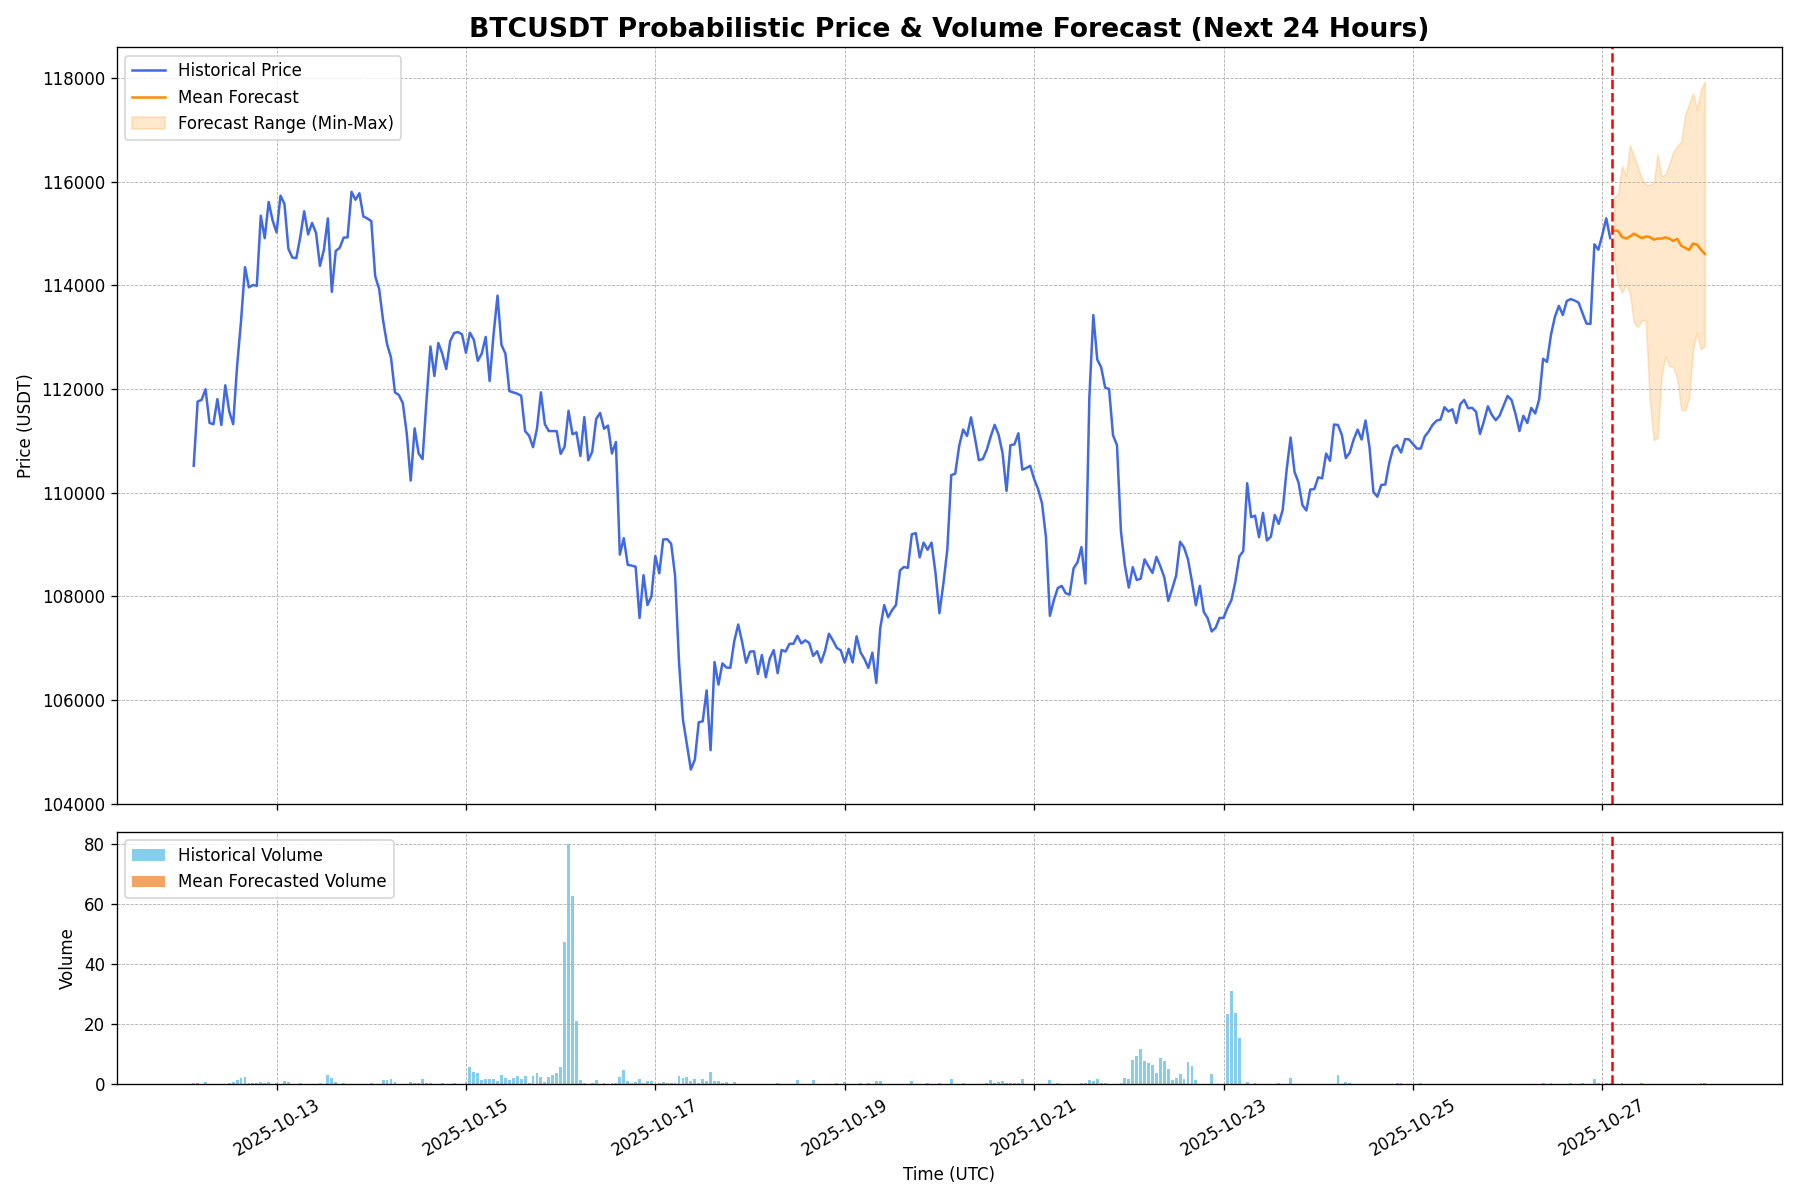 BTCUSDT Probabilistic Price & Volume Forecast (Next 24 Hours)
Historical Price
Mean Forecast
Forecast Range (Min-Max)
118000
116000
114000
112000
110000
108000
106000
104000
Price (USDT)
Historical Volume
Mean Forecasted Volume
80
60
40
20
0
Volume
2025-10-13
2025-10-15
2025-10-17
2025-10-19
2025-10-21
2025-10-23
2025-10-25
2025-10-27
Time (UTC)